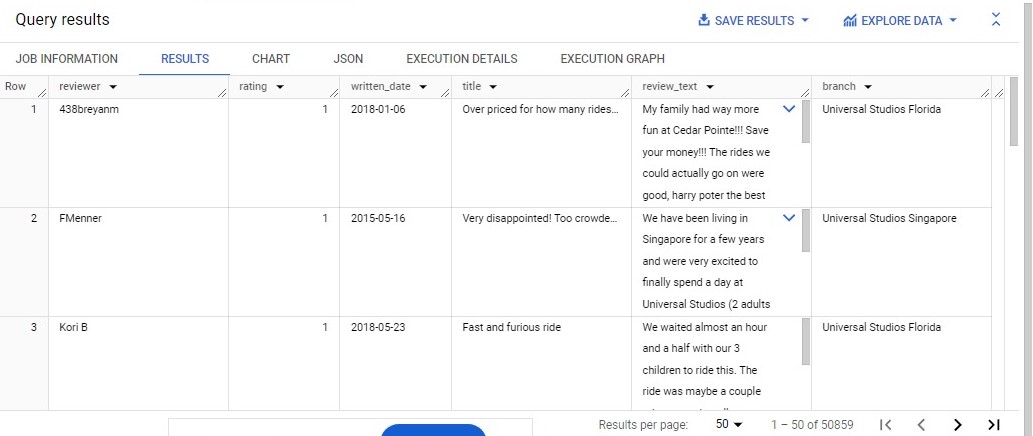 Query results
SAVE RESULTS
EXPLORE DATA
JOB INFORMATION
RESULTS
CHART
JSON
EXECUTION DETAILS
EXECUTION GRAPH
Row
reviewer
rating
written_date
title
review_text
branch
1
438breyanm
1
2018-01-06
Over priced for how many rides...
My family had way more
fun at Cedar Pointe!!! Save
your money!!! The rides we
could actually go on were
good, harry poter the best
Universal Studios Florida
2
FMenner
1
2015-05-16
Very disappointed! Too crowde...
We have been living in
Singapore for a few years
and were very excited to
finally spend a day at
Universal Studios (2 adults
Universal Studios Singapore
3
Kori B
1
2018-05-23
Fast and furious ride
We waited almost an hour
and a half with our 3
children to ride this. The
ride was maybe a couple
Universal Studios Florida
Results per page:
50
1 – 50 of 50859